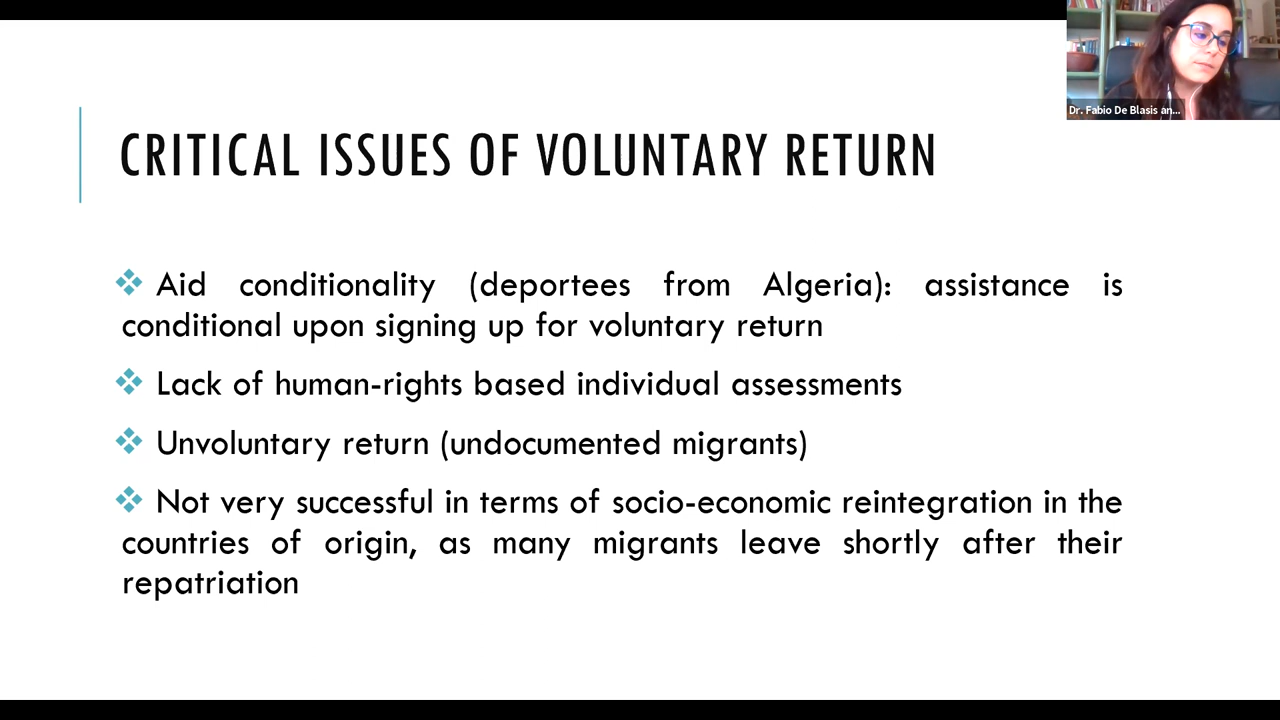 Dr. Fabio De Blasis an...
CRITICAL ISSUES OF VOLUNTARY RETURN
Aid conditionality (deportees from Algeria): assistance is
conditional upon signing up for voluntary return
Lack of human-rights based individual assessments
Unvoluntary return (undocumented migrants)
Not very successful in terms of socio-economic reintegration in the
countries of origin, as many migrants leave shortly after their
repatriation